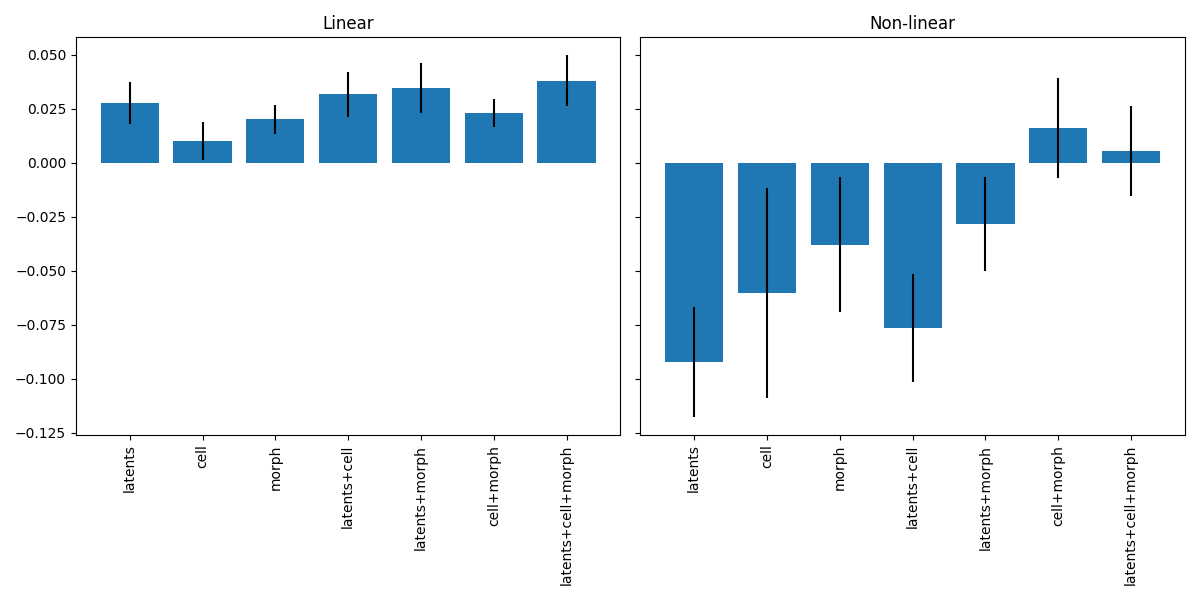 Linear
Non-linear
0.050
0.025
0.000
−0.025
−0.050
−0.075
−0.100
−0.125
latents
cell
morph
latents+cell
latents+morph
cell+morph
latents+cell+morph
latents
cell
morph
latents+cell
latents+morph
cell+morph
latents+cell+morph